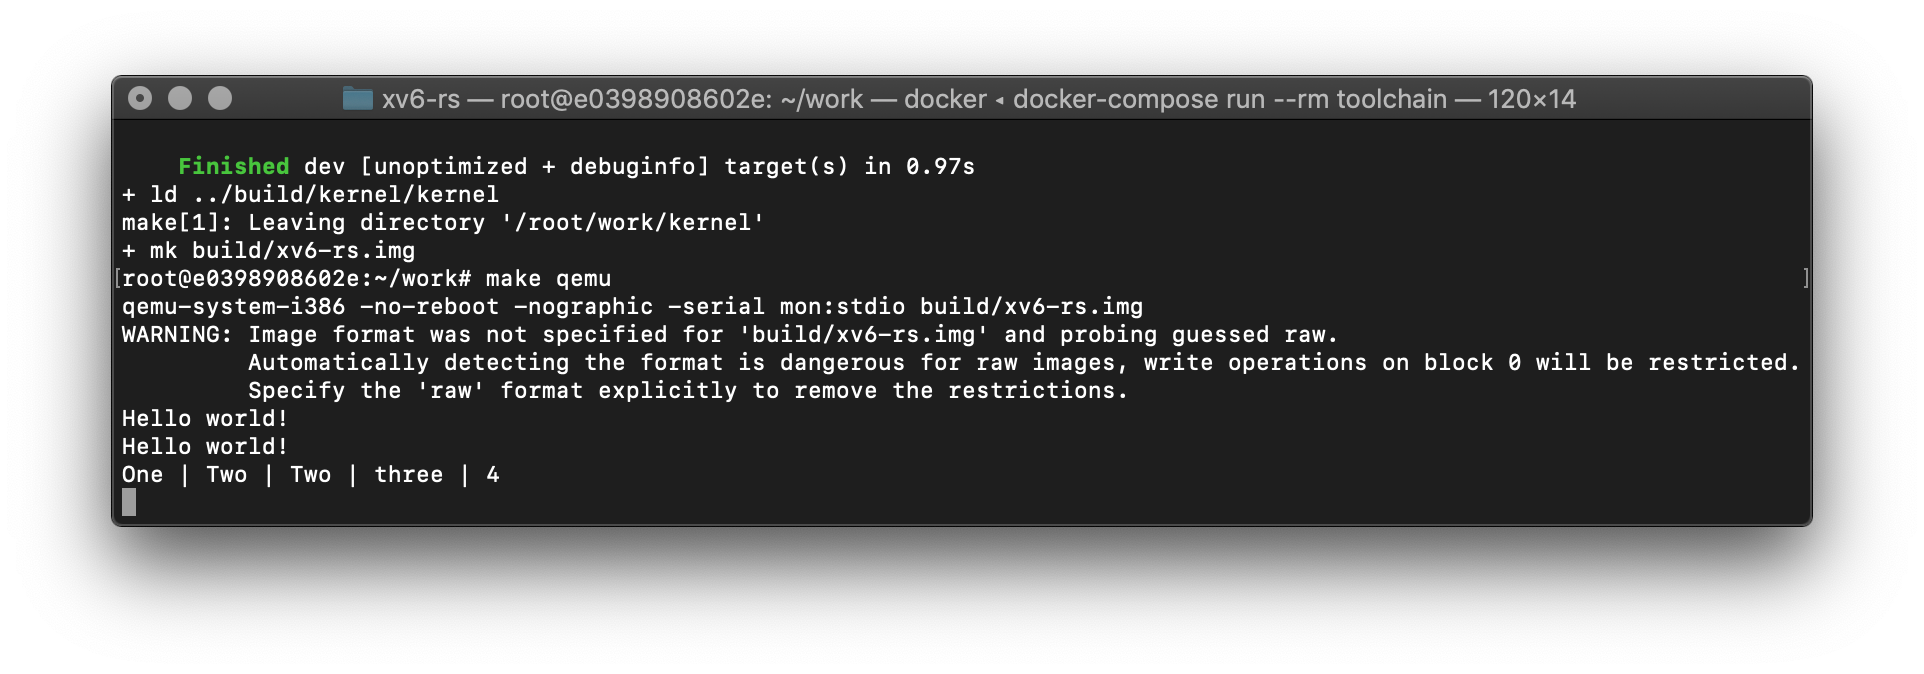 xv6-rs — root@e0398908602e: ~/work — docker ◂ docker-compose run --rm toolchain — 120×14
    Finished dev [unoptimized + debuginfo] target(s) in 0.97s
+ ld ../build/kernel/kernel
make[1]: Leaving directory '/root/work/kernel'
+ mk build/xv6-rs.img
[root@e0398908602e:~/work# make qemu ]
qemu-system-i386 -no-reboot -nographic -serial mon:stdio build/xv6-rs.img
WARNING: Image format was not specified for 'build/xv6-rs.img' and probing guessed raw.
         Automatically detecting the format is dangerous for raw images, write operations on block 0 will be restricted.
         Specify the 'raw' format explicitly to remove the restrictions.
Hello world!
Hello world!
One | Two | Two | three | 4